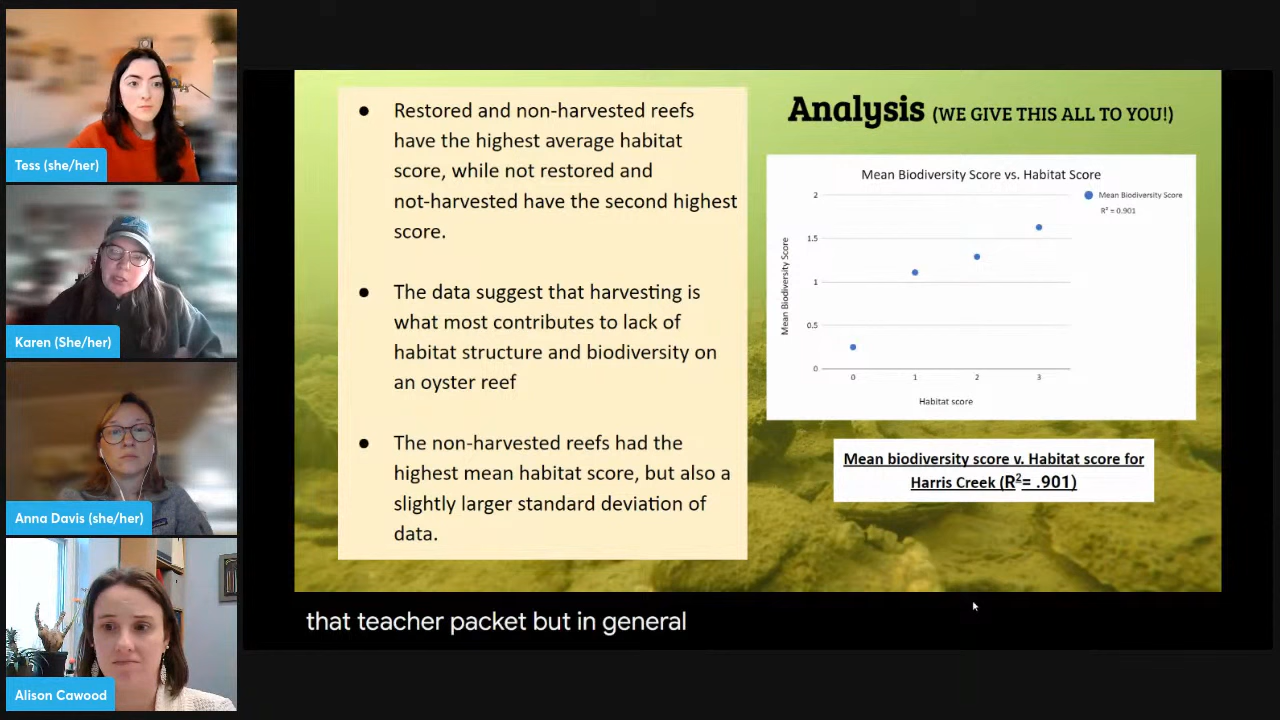 Tess (she/her)
Karen (She/her)
Anna Davis (she/her)
Alison Cawood
● Restored and non-harvested reefs
have the highest average habitat
score, while not restored and
not-harvested have the second highest
score.
● The data suggest that harvesting is
what most contributes to lack of
habitat structure and biodiversity on
an oyster reef
● The non-harvested reefs had the
highest mean habitat score, but also a
slightly larger standard deviation of
data.
Analysis (WE GIVE THIS ALL TO YOU!)
Mean Biodiversity Score vs. Habitat Score
Mean Biodiversity Score
R² = 0.901
Mean Biodiversity Score
2
1.5
1
0.5
0
0 1 2 3
Habitat score
Mean biodiversity score v. Habitat score for
Harris Creek (R²= .901)
that teacher packet but in general